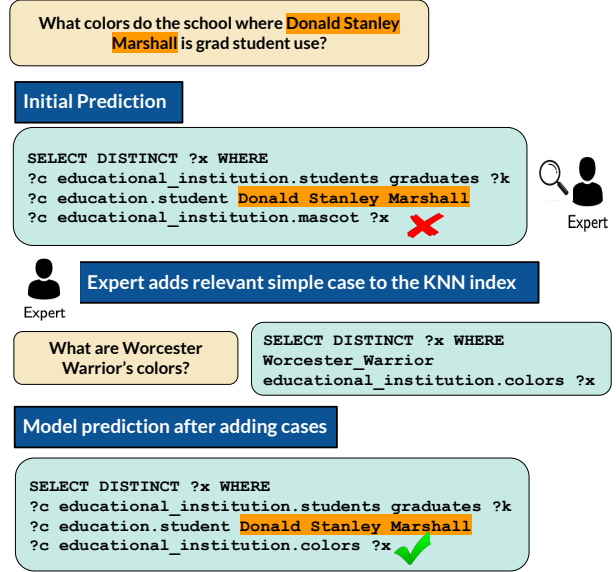 What colors do the school where Donald Stanley
Marshall is grad student use?
Initial Prediction
SELECT DISTINCT ?x WHERE
?c educational_institution.students graduates ?k
?c education.student Donald Stanley Marshall
?c educational_institution.mascot ?x
Expert
Expert adds relevant simple case to the KNN index
Expert
What are Worcester
Warrior's colors?
SELECT DISTINCT ?x WHERE
Worcester_Warrior
educational_institution.colors ?x
Model prediction after adding cases
SELECT DISTINCT ?x WHERE
?c educational_institution.students graduates ?k
?c education.student Donald Stanley Marshall
?c educational_institution.colors ?x